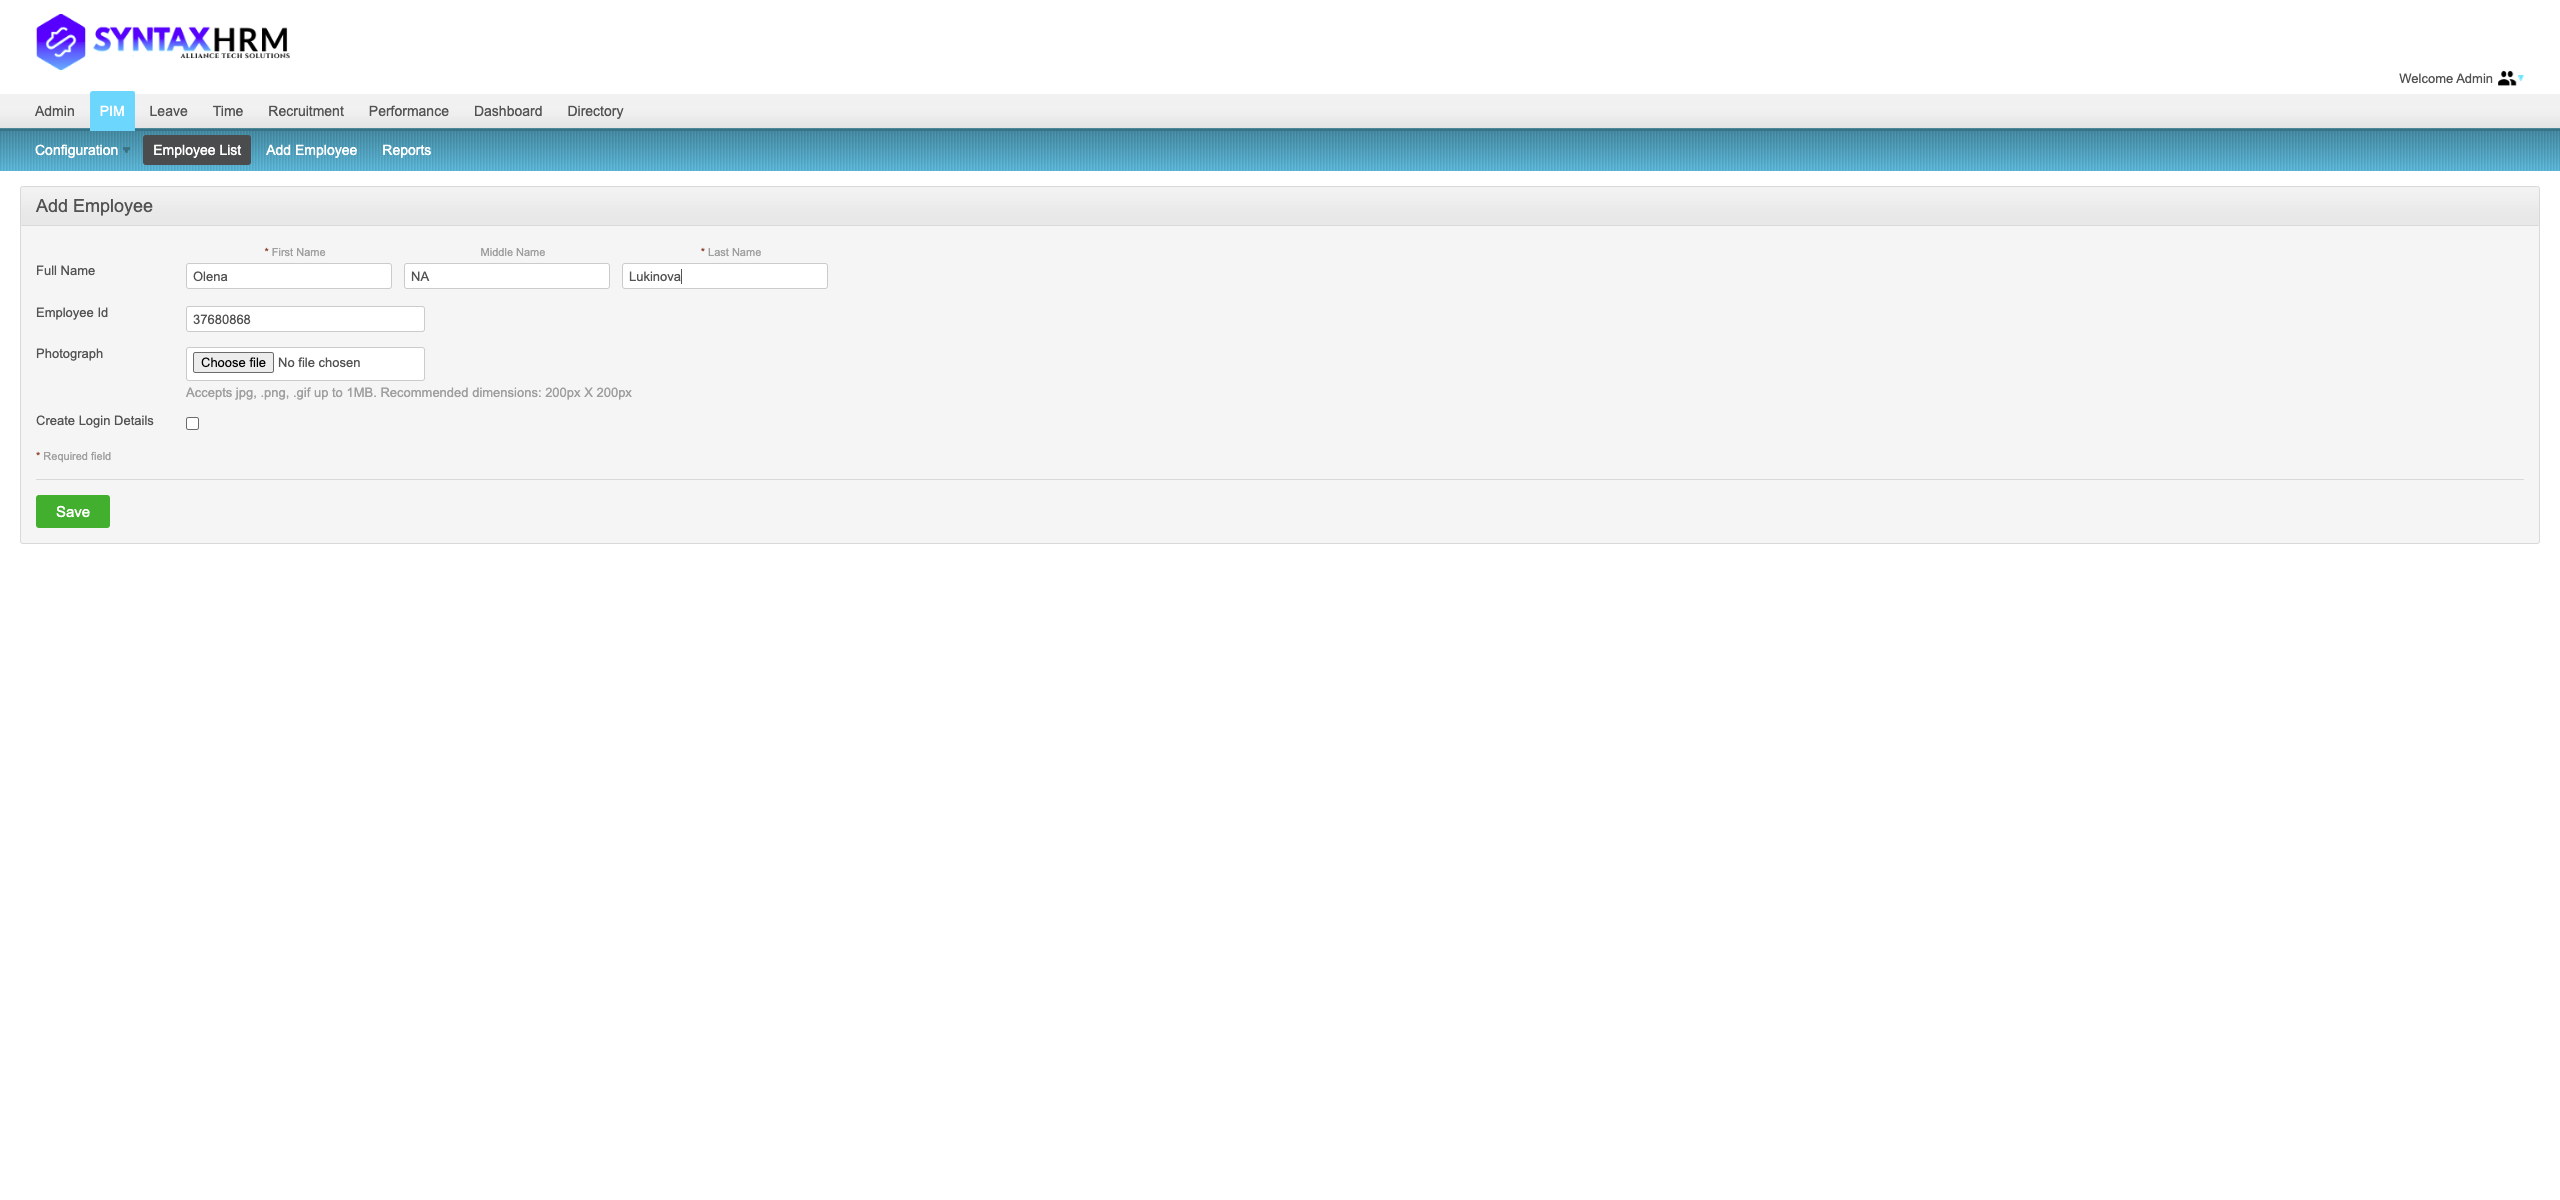 SYNTAXHRM
ALLIANCE TECH SOLUTIONS
Welcome Admin
Admin PIM Leave Time Recruitment Performance Dashboard Directory
Configuration Employee List Add Employee Reports
Add Employee
* First Name Middle Name * Last Name
Full Name Olena NA Lukinova
Employee Id 37680868
Photograph Choose file No file chosen
Accepts jpg, .png, .gif up to 1MB. Recommended dimensions: 200px X 200px
Create Login Details
* Required field
Save